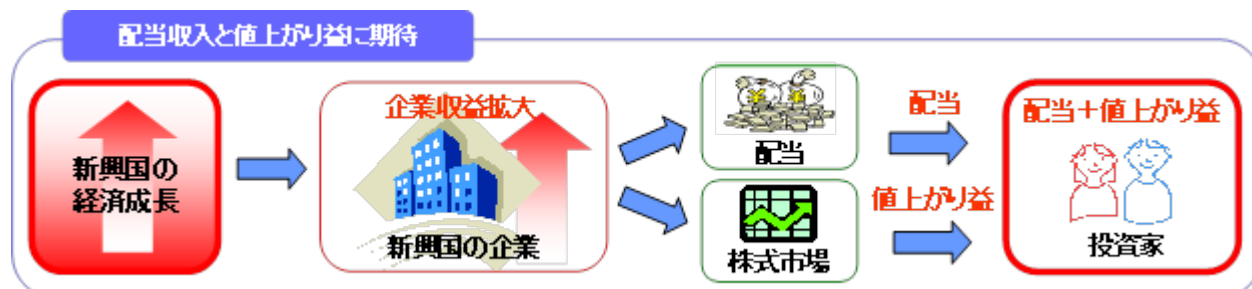 配当収入と値上がり益に期待
新興国の
経済成長
企業収益拡大
新興国の企業
配当
株式市場
配当
値上がり益
配当＋値上がり益
投資家